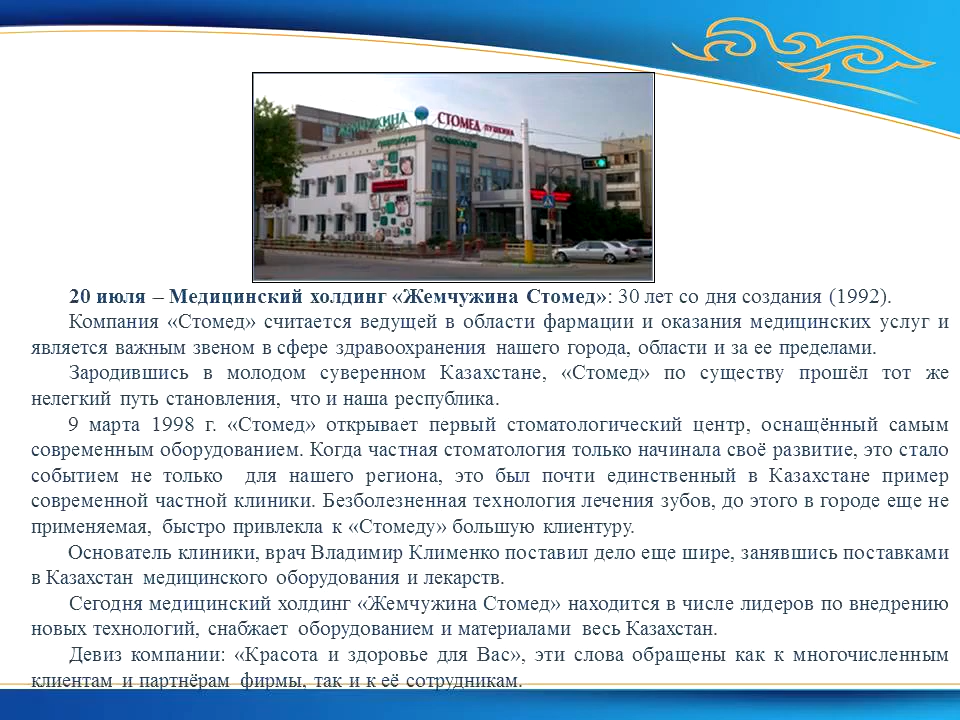 ЖЕМЧУЖИНА СТОМЕД ПУШКИНА
СТОМАТОЛОГИЯ
20 июля – Медицинский холдинг «Жемчужина Стомед»: 30 лет со дня создания (1992).
Компания «Стомед» считается ведущей в области фармации и оказания медицинских услуг и
является важным звеном в сфере здравоохранения нашего города, области и за ее пределами.
Зародившись в молодом суверенном Казахстане, «Стомед» по существу прошёл тот же
нелегкий путь становления, что и наша республика.
9 марта 1998 г. «Стомед» открывает первый стоматологический центр, оснащённый самым
современным оборудованием. Когда частная стоматология только начинала своё развитие, это стало
событием не только для нашего региона, это был почти единственный в Казахстане пример
современной частной клиники. Безболезненная технология лечения зубов, до этого в городе еще не
применяемая, быстро привлекла к «Стомеду» большую клиентуру.
Основатель клиники, врач Владимир Клименко поставил дело еще шире, занявшись поставками
в Казахстан медицинского оборудования и лекарств.
Сегодня медицинский холдинг «Жемчужина Стомед» находится в числе лидеров по внедрению
новых технологий, снабжает оборудованием и материалами весь Казахстан.
Девиз компании: «Красота и здоровье для Вас», эти слова обращены как к многочисленным
клиентам и партнёрам фирмы, так и к её сотрудникам.